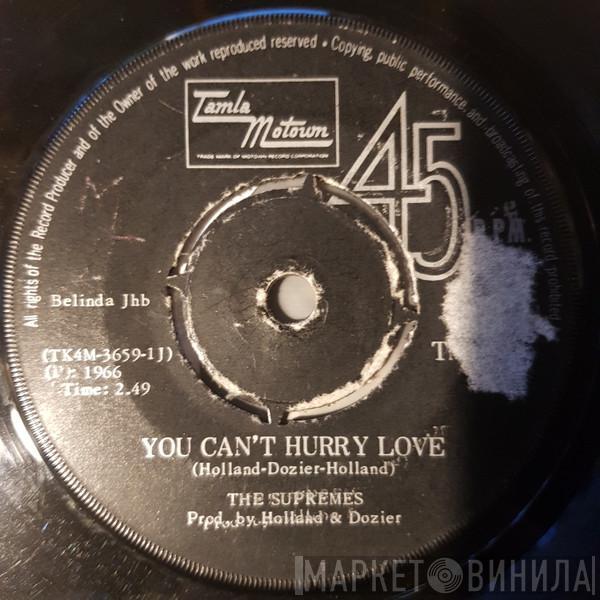 All rights of the Record Producer and of the Owner of the work reproduced reserved • Copying, public performance, and broadcasting of this record prohibited
Tamla
Motown
TRADE MARK OF MOTOWN RECORD CORPORATION
45
R.P.M.
Belinda Jhb
(TK4M-3659-1J)
(P): 1966
Time: 2.49
YOU CAN'T HURRY LOVE
(Holland-Dozier-Holland)
THE SUPREMES
Prod. by Holland & Dozier
МАРКЕТ ВИНИЛА